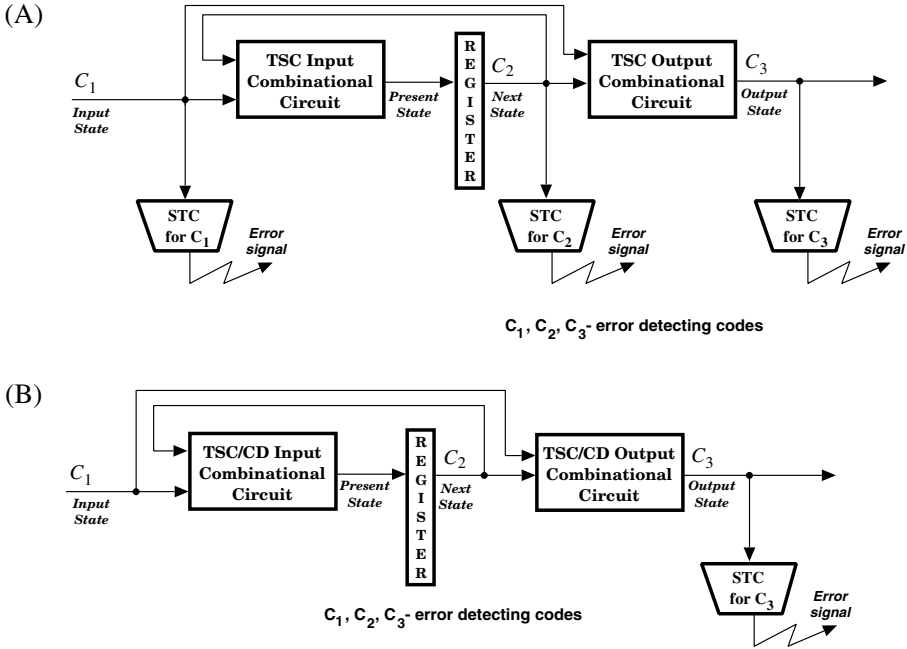 (A)
C1
Input
State
TSC Input
Combinational
Circuit
Present
State
REGISTER
C2
Next
State
TSC Output
Combinational
Circuit
C3
Output
State
STC
for C1
Error
signal
STC
for C2
Error
signal
STC
for C3
Error
signal
C1, C2, C3- error detecting codes
(B)
C1
Input
State
TSC/CD Input
Combinational
Circuit
Present
State
REGISTER
C2
Next
State
TSC/CD Output
Combinational
Circuit
C3
Output
State
STC
for C3
Error
signal
C1, C2, C3- error detecting codes